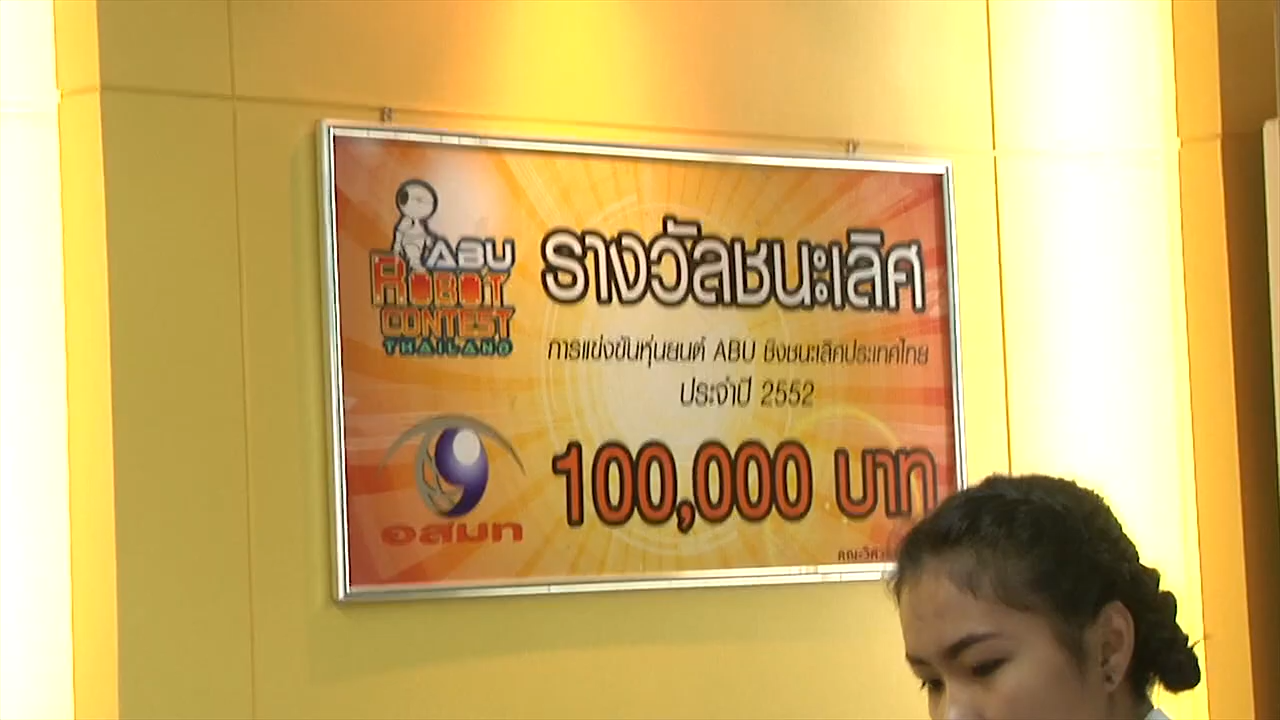 ABU
ROBOT
CONTEST
THAILAND
รางวัลชนะเลิศ
การแข่งขันหุ่นยนต์ ABU ชิงชนะเลิศประเทศไทย
ประจำปี 2552
9
อสมท
100,000 บาท